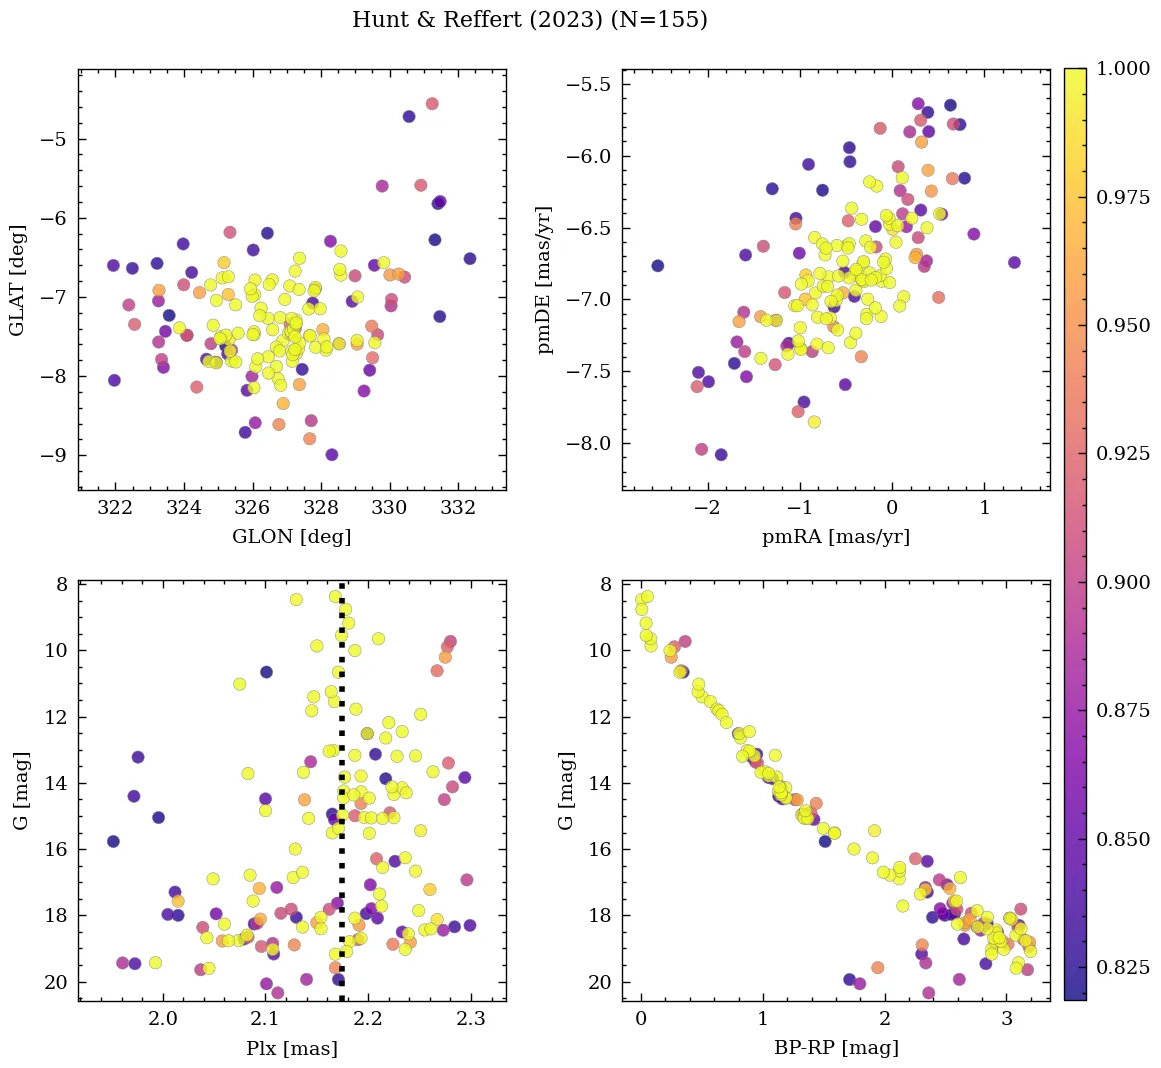 Hunt & Reffert (2023) (N=155)
−5
−6
−7
−8
−9
GLAT [deg]
322 324 326 328 330 332
GLON [deg]
−5.5
−6.0
−6.5
−7.0
−7.5
−8.0
pmDE [mas/yr]
−2 −1 0 1
pmRA [mas/yr]
1.000
0.975
0.950
0.925
0.900
0.875
0.850
0.825
8
10
12
14
16
18
20
G [mag]
2.0 2.1 2.2 2.3
Plx [mas]
8
10
12
14
16
18
20
G [mag]
0 1 2 3
BP-RP [mag]